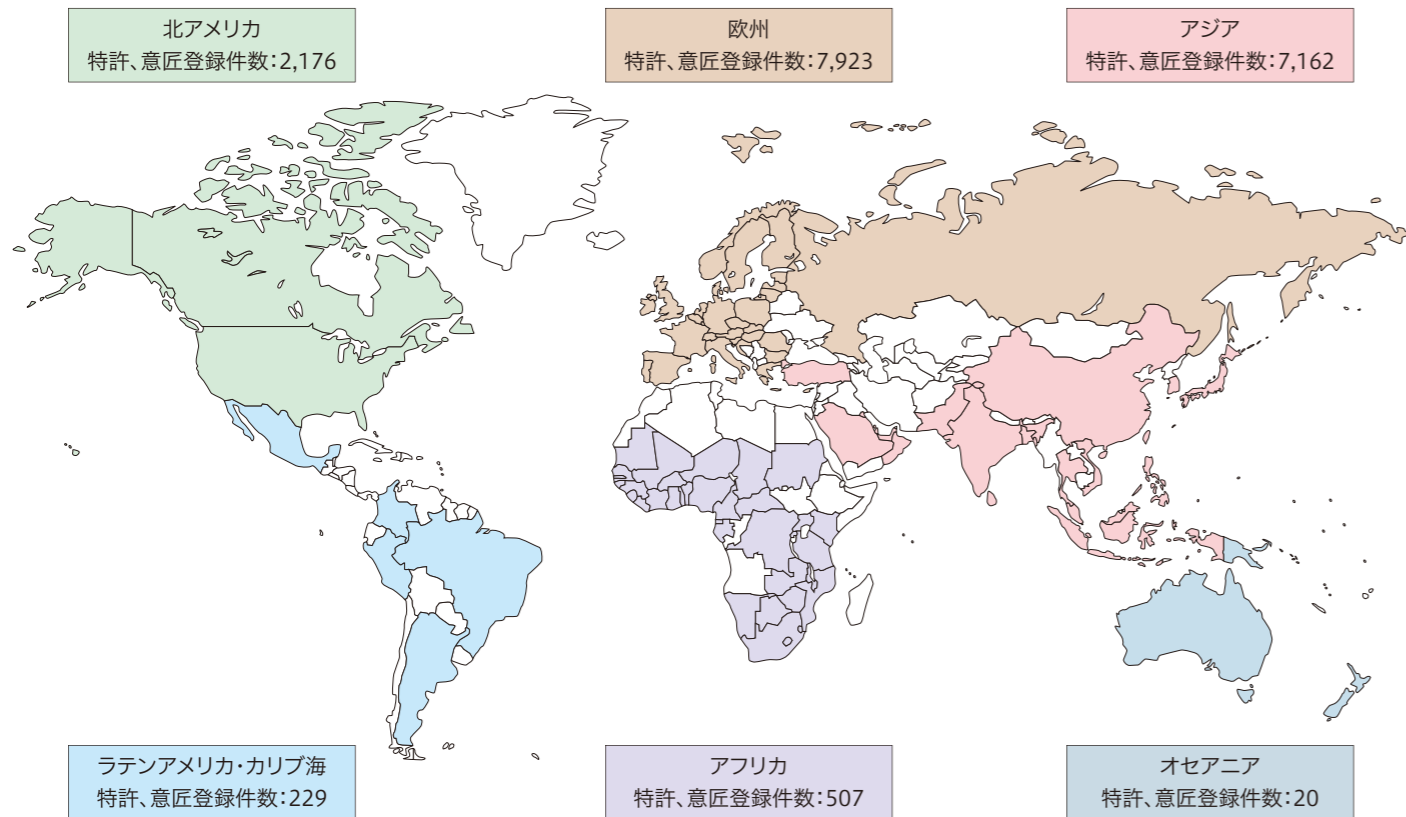 北アメリカ
特許、意匠登録件数:2,176
欧州
特許、意匠登録件数:7,923
アジア
特許、意匠登録件数:7,162
ラテンアメリカ・カリブ海
特許、意匠登録件数:229
アフリカ
特許、意匠登録件数:507
オセアニア
特許、意匠登録件数:20